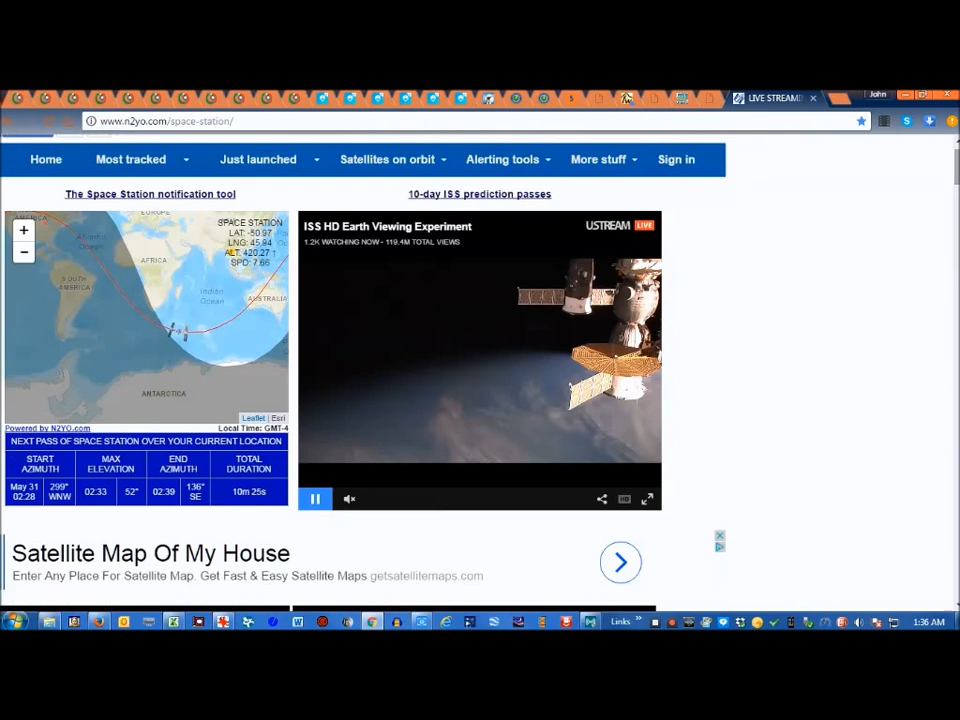 LIVE STREAMI
John
www.n2yo.com/space-station/
Home Most tracked Just launched Satellites on orbit Alerting tools More stuff Sign in
The Space Station notification tool
10-day ISS prediction passes
EUROPE
AFRICA
SOUTH
AMERICA
Indian
Ocean
AUSTRALIA
ANTARCTICA
SPACE STATION
LAT: -50.97
LNG: 45.94
ALT: 420.27 ↑
SPD: 7.66
+
−
Leaflet | Esri
Powered by N2YO.com
Local Time: GMT-4
NEXT PASS OF SPACE STATION OVER YOUR CURRENT LOCATION
START
AZIMUTH
MAX
ELEVATION
END
AZIMUTH
TOTAL
DURATION
May 31
02:28
299°
WNW
02:33
52°
02:39
136°
SE
10m 25s
ISS HD Earth Viewing Experiment
1.2K WATCHING NOW - 119.4M TOTAL VIEWS
USTREAM LIVE
HD
Satellite Map Of My House
Enter Any Place For Satellite Map. Get Fast & Easy Satellite Maps getsatellitemaps.com
Links
1:36 AM